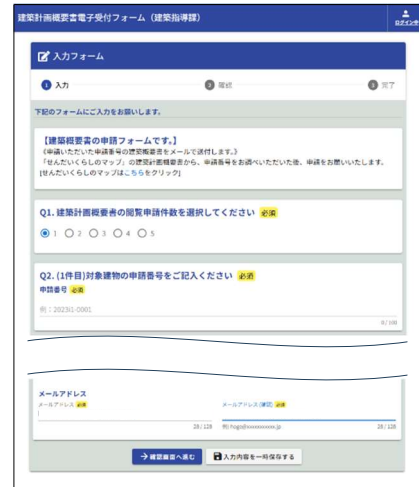 建築計画概要書電子受付フォーム（建築指導課）
ログイン中
入力フォーム
1 入力
2 確認
3 完了
下記のフォームにご入力をお願いします。
【建築概要書の申請フォームです。】
《申請いただいた申請番号の建築概要書をメールで送付します。》
「せんだいくらしのマップ」の建築計画概要書から、申請番号をお調べいただいた後、申請をお願いいたします。
[せんだいくらしのマップはこちらをクリック]
Q1. 建築計画概要書の閲覧申請件数を選択してください 必須
1 2 3 4 5
Q2. (1件目)対象建物の申請番号をご記入ください 必須
申請番号 必須
例：2023i1-0001
0 / 100
メールアドレス
メールアドレス 必須
メールアドレス (確認) 必須
28 / 128
28 / 128
→ 確認画面へ進む
入力内容を一時保存する